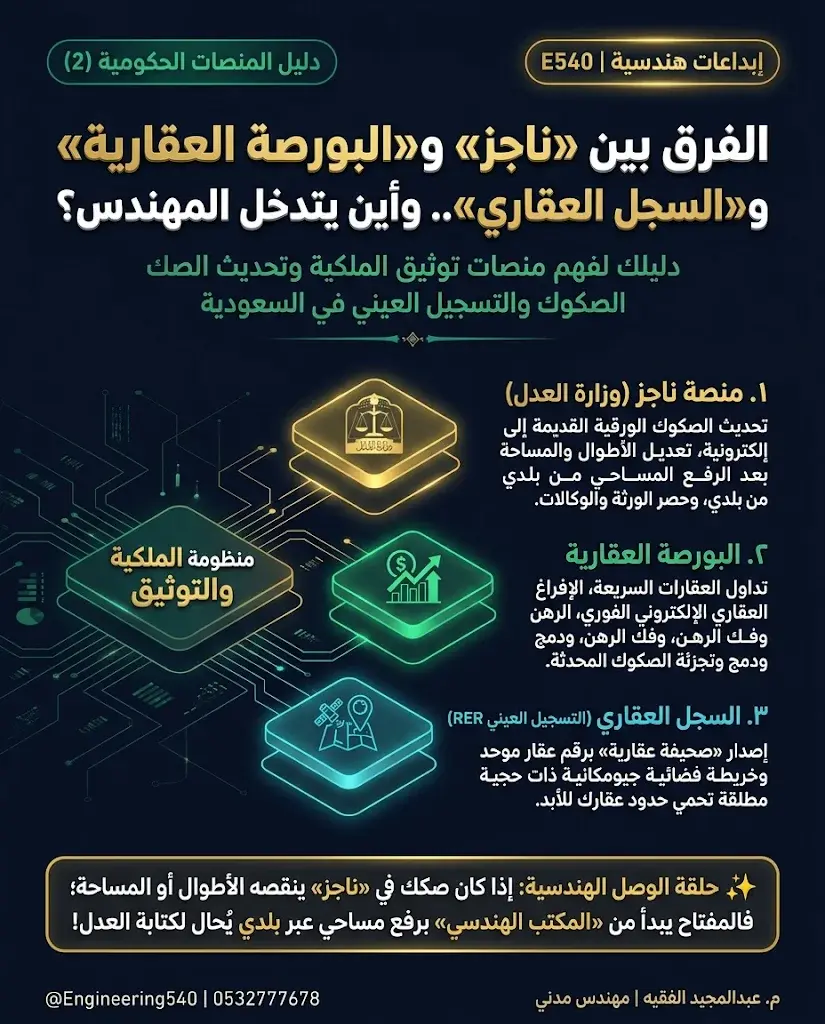 إبداعات هندسية | E540
دليل المنصات الحكومية (2)
الفرق بين «ناجز» و«البورصة العقارية»
و«السجل العقاري».. وأين يتدخل المهندس؟
دليلك لفهم منصات توثيق الملكية وتحديث الصك
الصكوك والتسجيل العيني في السعودية
١. منصة ناجز (وزارة العدل)
تحديث الصكوك الورقية القديمة إلى
إلكترونية، تعديل الأطوال والمساحة
بعد الرفع المساحي من بلدي
من بلدي، وحصر الورثة والوكالات.
وزارة العدل
منظومة الملكية
والتوثيق
٢. البورصة العقارية
تداول العقارات السريعة، الإفراغ
العقاري الإلكتروني الفوري، الرهن
وفك الرهن، وفك الرهن، ودمج
ودمج وتجزئة الصكوك المحدثة.
٣. السجل العقاري (التسجيل العيني RER)
إصدار «صحيفة عقارية» برقم عقار موحد
وخريطة فضائية جيومكانية ذات حجية
مطلقة تحمي حدود عقارك للأبد.
حلقة الوصل الهندسية: إذا كان صكك في «ناجز» ينقصه الأطوال أو المساحة؛
فالمفتاح يبدأ من «المكتب الهندسي» برفع مساحي عبر بلدي يُحال لكتابة العدل!
م. عبدالمجيد الفقيه | مهندس مدني
@Engineering540 | 0532777678